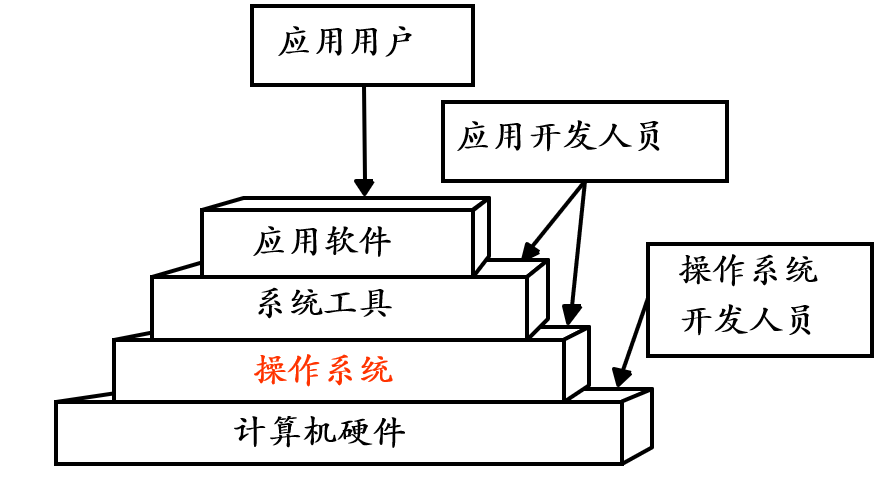 应用用户
应用开发人员
应用软件
操作系统
开发人员
系统工具
操作系统
计算机硬件